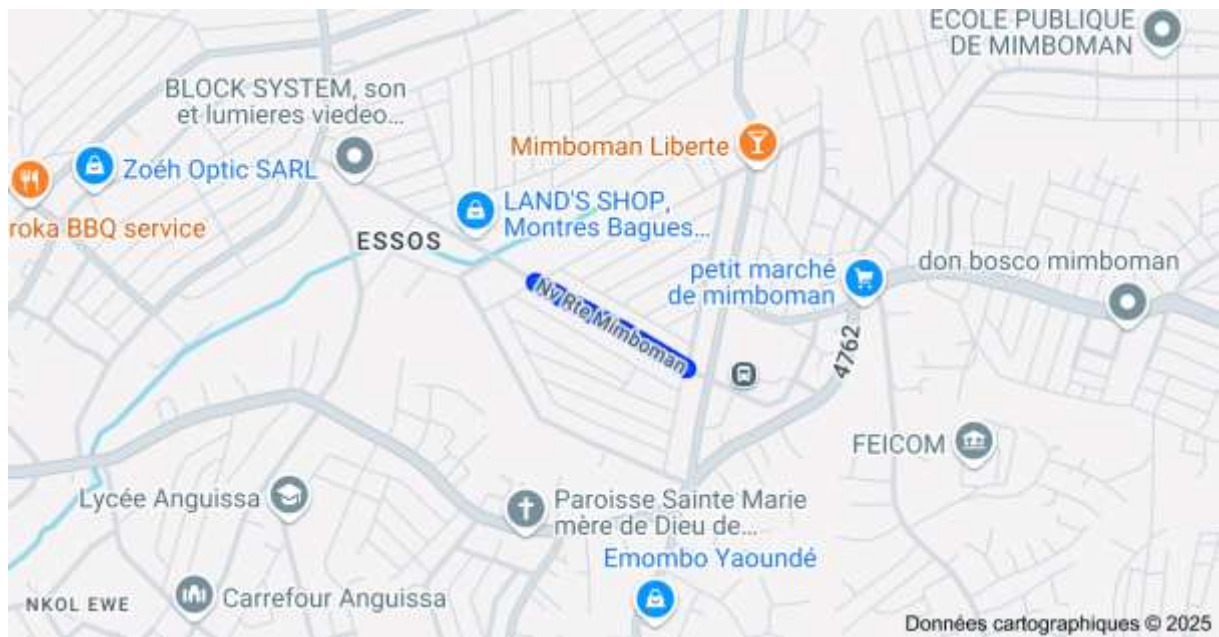 ECOLE PUBLIQUE
DE MIMBOMAN
BLOCK SYSTEM, son
et lumieres viedeo...
Mimboman Liberte
Zoéh Optic SARL
LAND'S SHOP,
Montres Bagues...
roka BBQ service
ESSOS
petit marché
de mimboman
don bosco mimboman
Nv Rte Mimboman
4762
FEICOM
Lycée Anguissa
Paroisse Sainte Marie
mère de Dieu de...
Emombo Yaoundé
NKOL EWE
Carrefour Anguissa
Données cartographiques © 2025